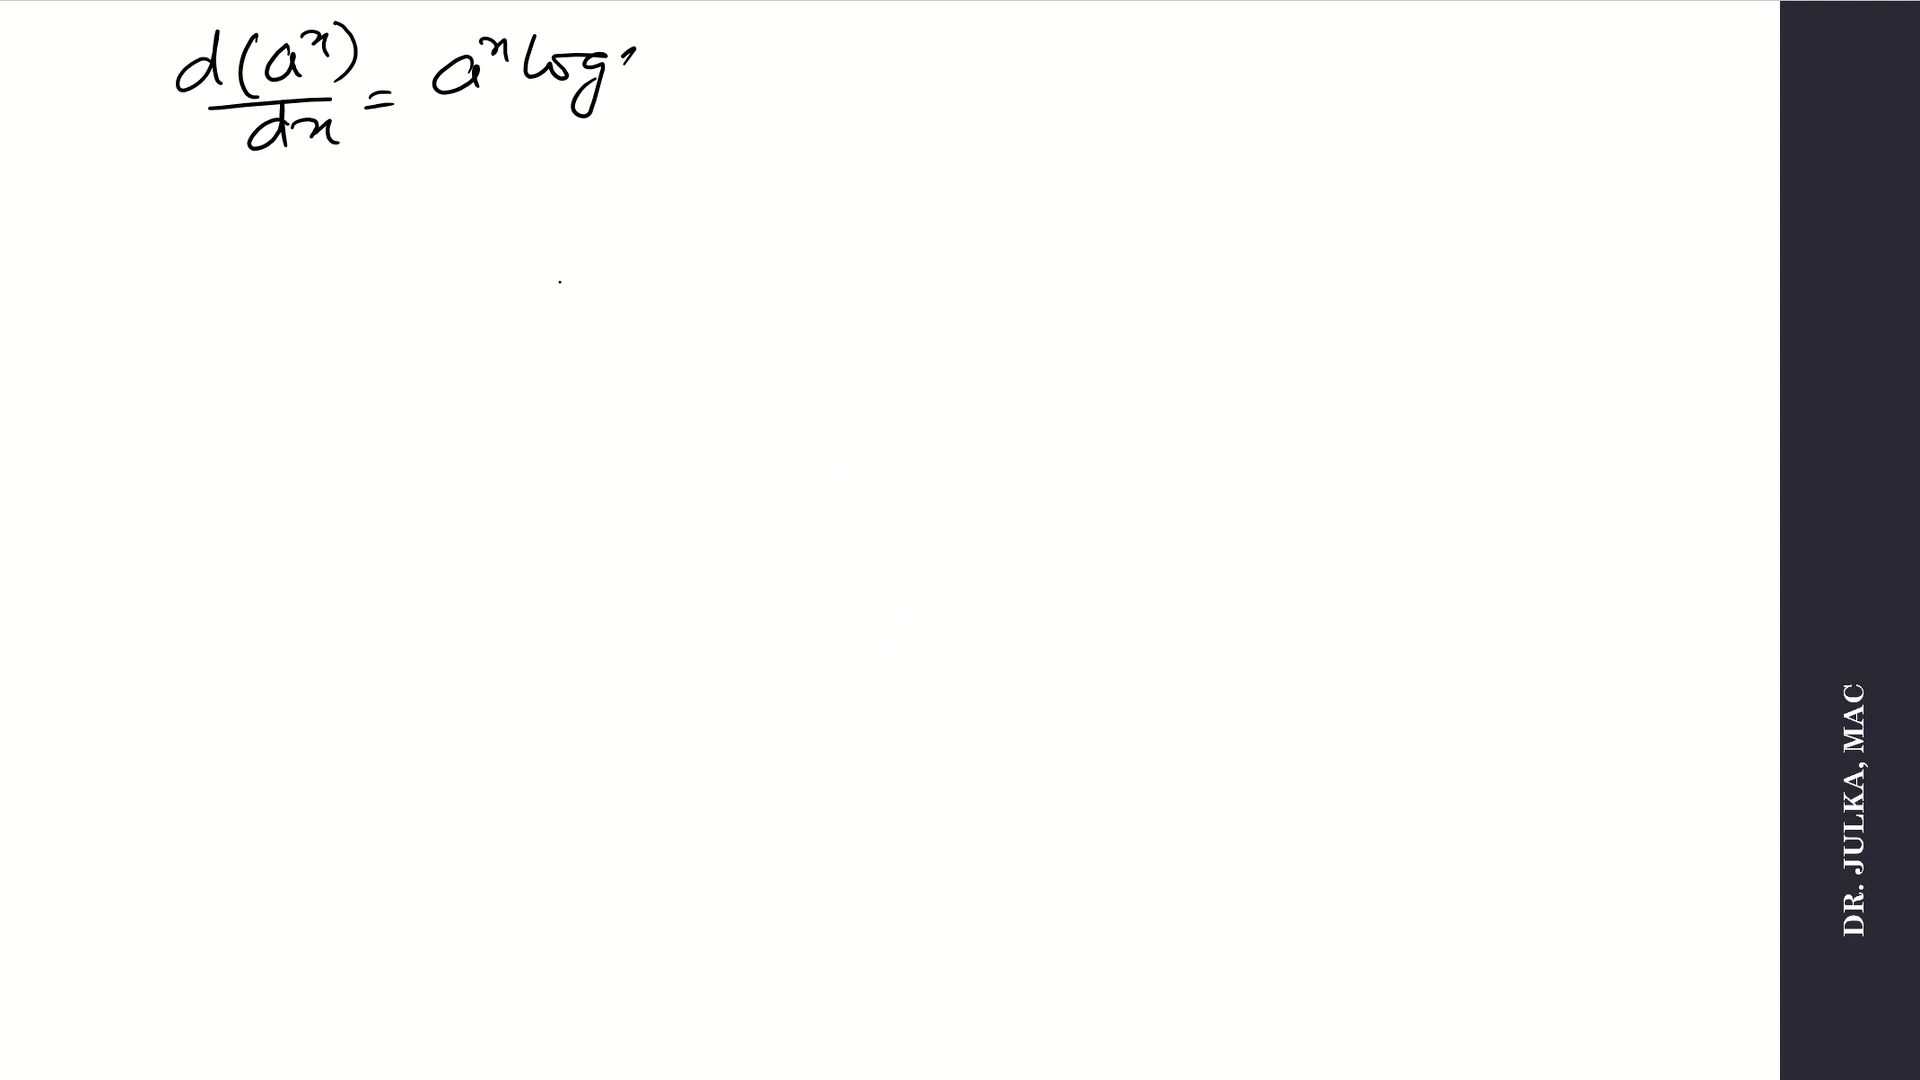 d(a^x)/dx = a^x log
DR. JULKA, MAC